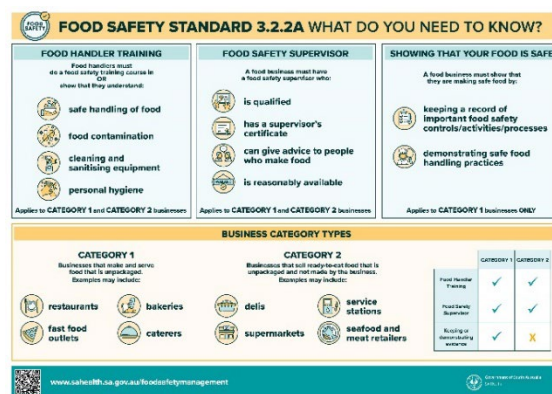 FOOD SAFETY
FOOD SAFETY STANDARD 3.2.2A WHAT DO YOU NEED TO KNOW?
FOOD HANDLER TRAINING
Food handlers must
do a food safety training course in
OR
show that they understand:
safe handling of food
food contamination
cleaning and
sanitising equipment
personal hygiene
Applies to CATEGORY 1 and CATEGORY 2 businesses
FOOD SAFETY SUPERVISOR
A food business must have
a food safety supervisor who:
is qualified
has a supervisor's
certificate
can give advice to people
who make food
is reasonably available
Applies to CATEGORY 1 and CATEGORY 2 businesses
SHOWING THAT YOUR FOOD IS SAFE
A food business must show that
they are making safe food by:
keeping a record of
important food safety
controls/activities/processes
demonstrating safe food
handling practices
Applies to CATEGORY 1 businesses ONLY
BUSINESS CATEGORY TYPES
CATEGORY 1
Businesses that make and serve
food that is unpackaged.
Examples may include:
restaurants
bakeries
fast food
outlets
caterers
CATEGORY 2
Businesses that sell ready-to-eat food that is
unpackaged and not made by the business.
Examples may include:
delis
service
stations
supermarkets
seafood and
meat retailers
CATEGORY 1 CATEGORY 2
Food Handler
Training
Food Safety
Supervisor
Keeping or
demonstrating
evidence
www.sahealth.sa.gov.au/foodsafetymanagement
Government of South Australia